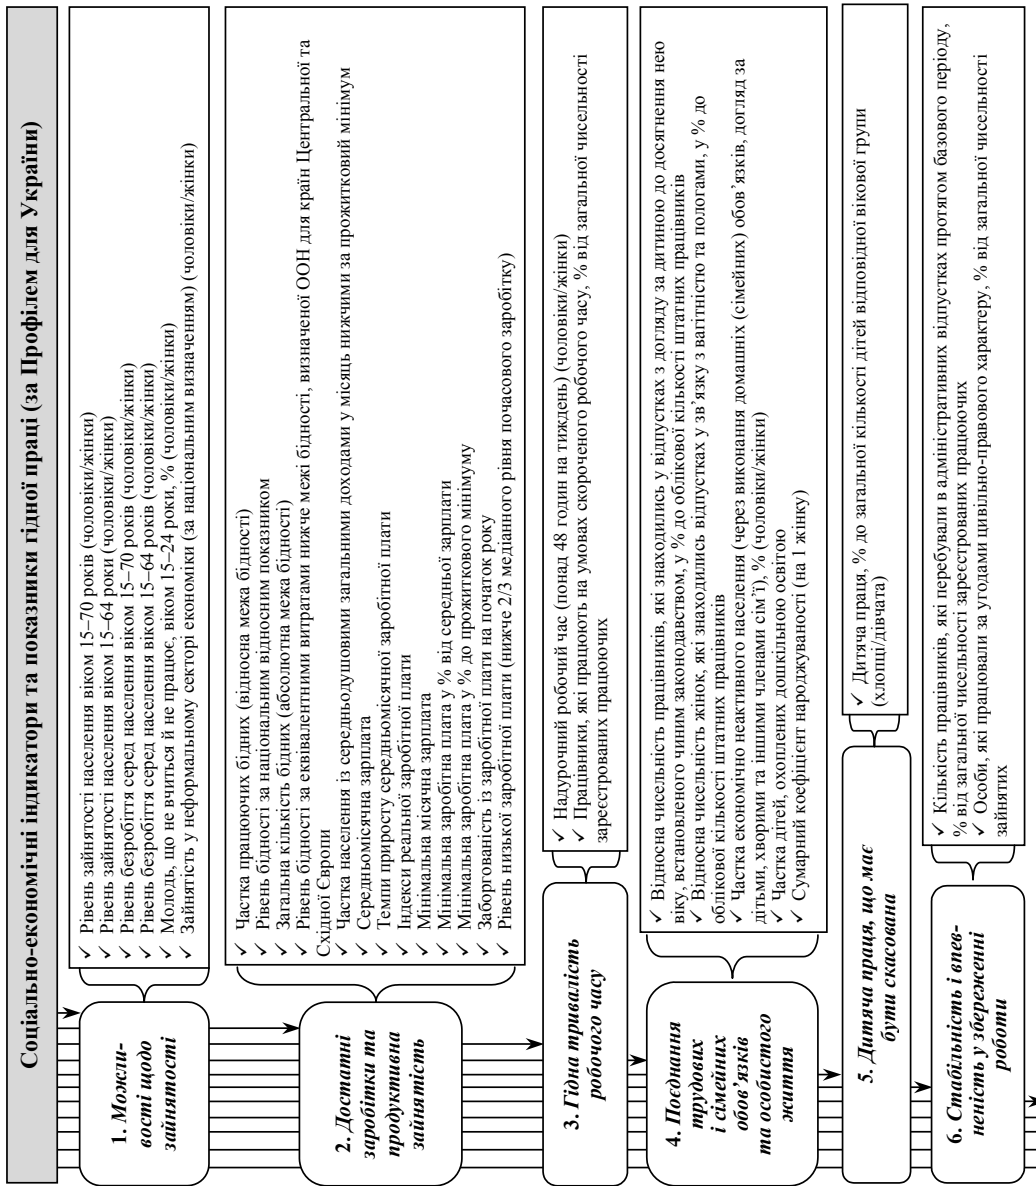 Соціально-економічні індикатори та показники гідної праці (за Профілем для України)
1. Можли-
вості щодо
зайнятості
✓ Рівень зайнятості населення віком 15–70 років (чоловіки/жінки)
✓ Рівень зайнятості населення віком 15–64 роки (чоловіки/жінки)
✓ Рівень безробіття серед населення віком 15–70 років (чоловіки/жінки)
✓ Рівень безробіття серед населення віком 15–64 років (чоловіки/жінки)
✓ Молодь, що не вчиться й не працює, віком 15–24 роки, % (чоловіки/жінки)
✓ Зайнятість у неформальному секторі економіки (за національним визначенням) (чоловіки/жінки)
2. Достатні
заробітки та
продуктивна
зайнятість
✓ Частка працюючих бідних (відносна межа бідності)
✓ Рівень бідності за національним відносним показником
✓ Загальна кількість бідних (абсолютна межа бідності)
✓ Рівень бідності за еквівалентними витратами нижче межі бідності, визначеної ООН для країн Центральної та
Східної Європи
✓ Частка населення із середньодушовими загальними доходами у місяць нижчими за прожитковий мінімум
✓ Середньомісячна зарплата
✓ Темпи приросту середньомісячної заробітної плати
✓ Індекси реальної заробітної плати
✓ Мінімальна місячна зарплата
✓ Мінімальна заробітна плата у % від середньої зарплати
✓ Мінімальна заробітна плата у % до прожиткового мінімуму
✓ Заборгованість із заробітної плати на початок року
✓ Рівень низької заробітної плати (нижче 2/3 медіанного рівня почасового заробітку)
3. Гідна тривалість
робочого часу
✓ Надурочний робочий час (понад 48 годин на тиждень) (чоловіки/жінки)
✓ Працівники, які працюють на умовах скороченого робочого часу, % від загальної чисельності
зареєстрованих працюючих
4. Поєднання
трудових
і сімейних
обов’язків
та особистого
життя
✓ Відносна чисельність працівників, які знаходились у відпустках з догляду за дитиною до досягнення нею
віку, встановленого чиним законодавством, у % до облікової кількості штатних працівників
✓ Відносна чисельність жінок, які знаходились відпустках у зв’язку з вагітністю та пологами, у % до
облікової кількості штатних працівників
✓ Частка економічно неактивного населення (через виконання домашніх (сімейних) обов’язків, догляд за
дітьми, хворими та іншими членами сім’ї), % (чоловіки/жінки)
✓ Частка дітей, охоплених дошкільною освітою
✓ Сумарний коефіцієнт народжуваності (на 1 жінку)
5. Дитяча праця, що має
бути скасована
✓ Дитяча праця, % до загальної кількості дітей відповідної вікової групи
(хлопці/дівчата)
6. Стабільність і впев-
неність у збереженні
роботи
✓ Кількість працівників, які перебували в адміністративних відпустках протягом базового періоду,
% від загальної чисельності зареєстрованих працюючих
✓ Особи, які працювали за угодами цивільно-правового характеру, % від загальної чисельності
зайнятих